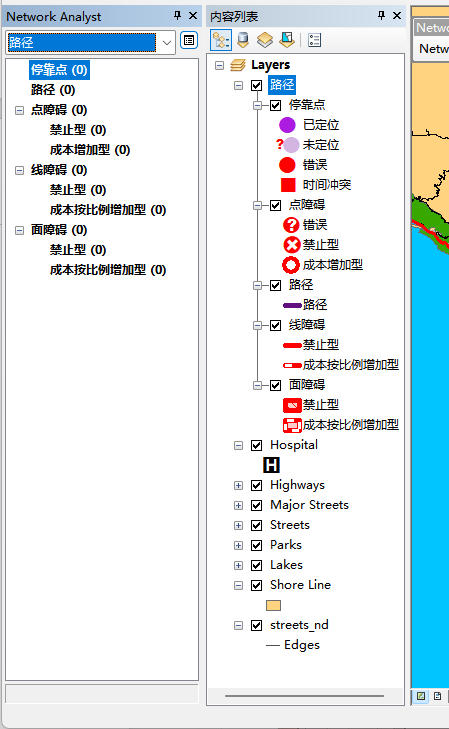 Network Analyst
路径
停靠点 (0)
路径 (0)
点障碍 (0)
禁止型 (0)
成本增加型 (0)
线障碍 (0)
禁止型 (0)
成本按比例增加型 (0)
面障碍 (0)
禁止型 (0)
成本按比例增加型 (0)
内容列表
Layers
路径
停靠点
已定位
?
未定位
错误
时间冲突
点障碍
?
错误
禁止型
成本增加型
路径
路径
线障碍
禁止型
成本按比例增加型
面障碍
禁止型
成本按比例增加型
Hospital
H
Highways
Major Streets
Streets
Parks
Lakes
Shore Line
streets_nd
Edges
Netwo
Netw